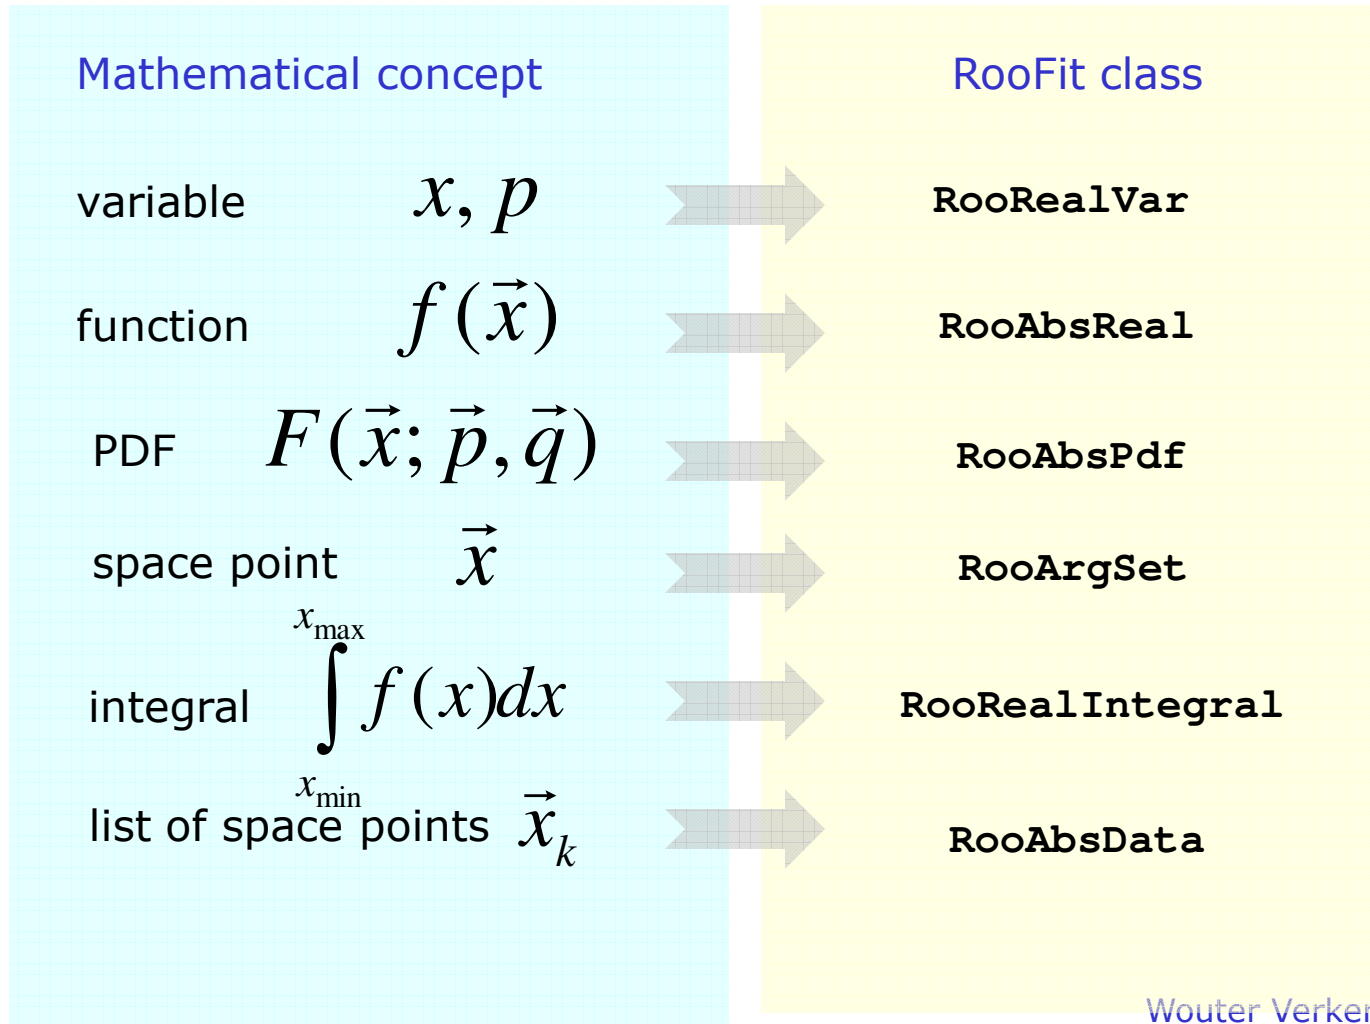 Mathematical concept RooFit class
variable x, p RooRealVar
function f(x⃗) RooAbsReal
PDF F(x⃗; p⃗, q⃗) RooAbsPdf
space point x⃗ RooArgSet
x_max
integral ∫ f(x)dx RooRealIntegral
x_min
list of space points x⃗_k RooAbsData
Wouter